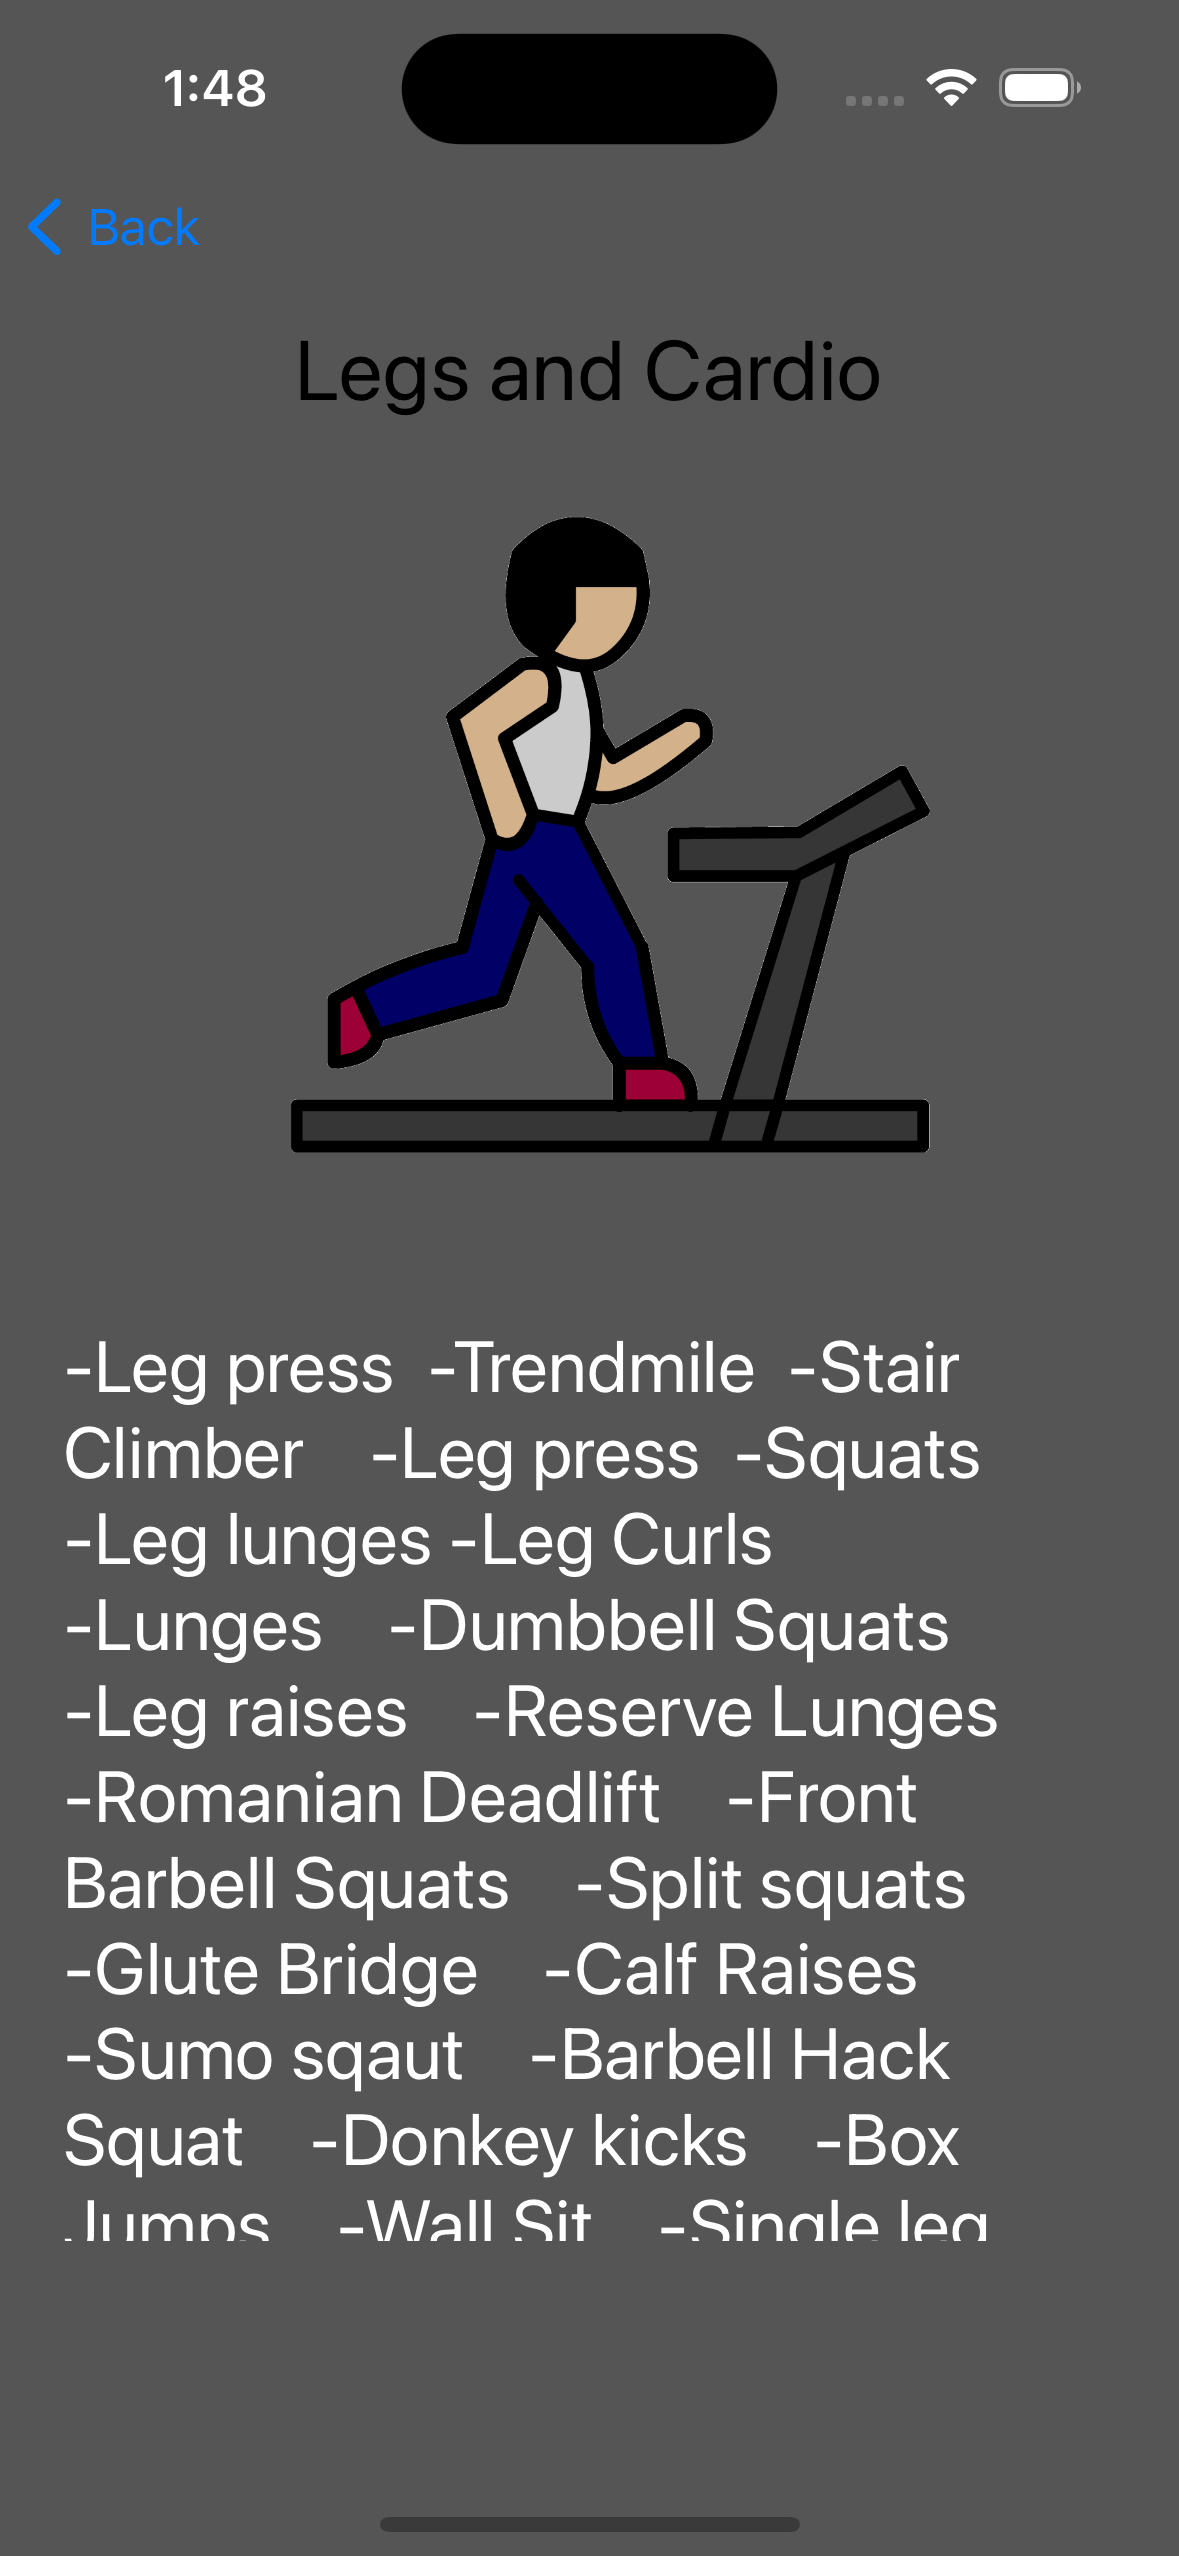 1:48
Back
Legs and Cardio
-Leg press -Trendmile -Stair
Climber -Leg press -Squats
-Leg lunges -Leg Curls
-Lunges -Dumbbell Squats
-Leg raises -Reserve Lunges
-Romanian Deadlift -Front
Barbell Squats -Split squats
-Glute Bridge -Calf Raises
-Sumo sqaut -Barbell Hack
Squat -Donkey kicks -Box
Jumps -Wall Sit -Single leg